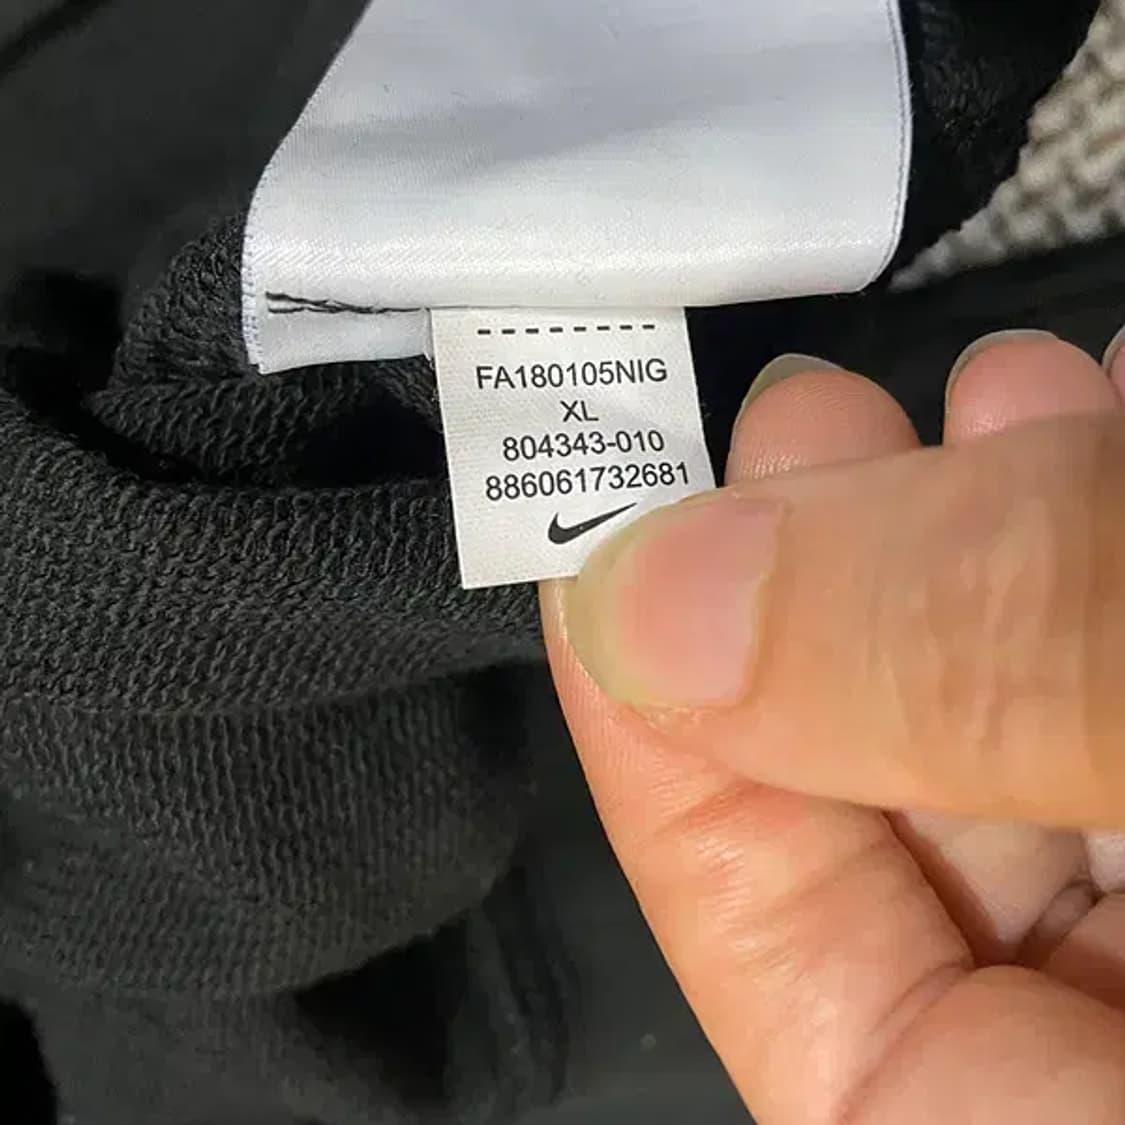 --------
FA180105NIG
XL
804343-010
886061732681